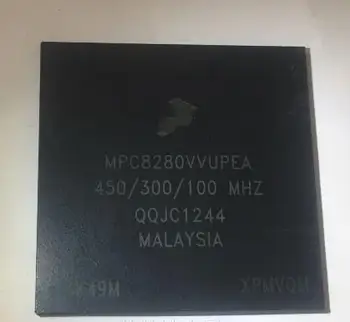 MPC8280VVUPEA
450/300/100 MHZ
QQJC1244
MALAYSIA